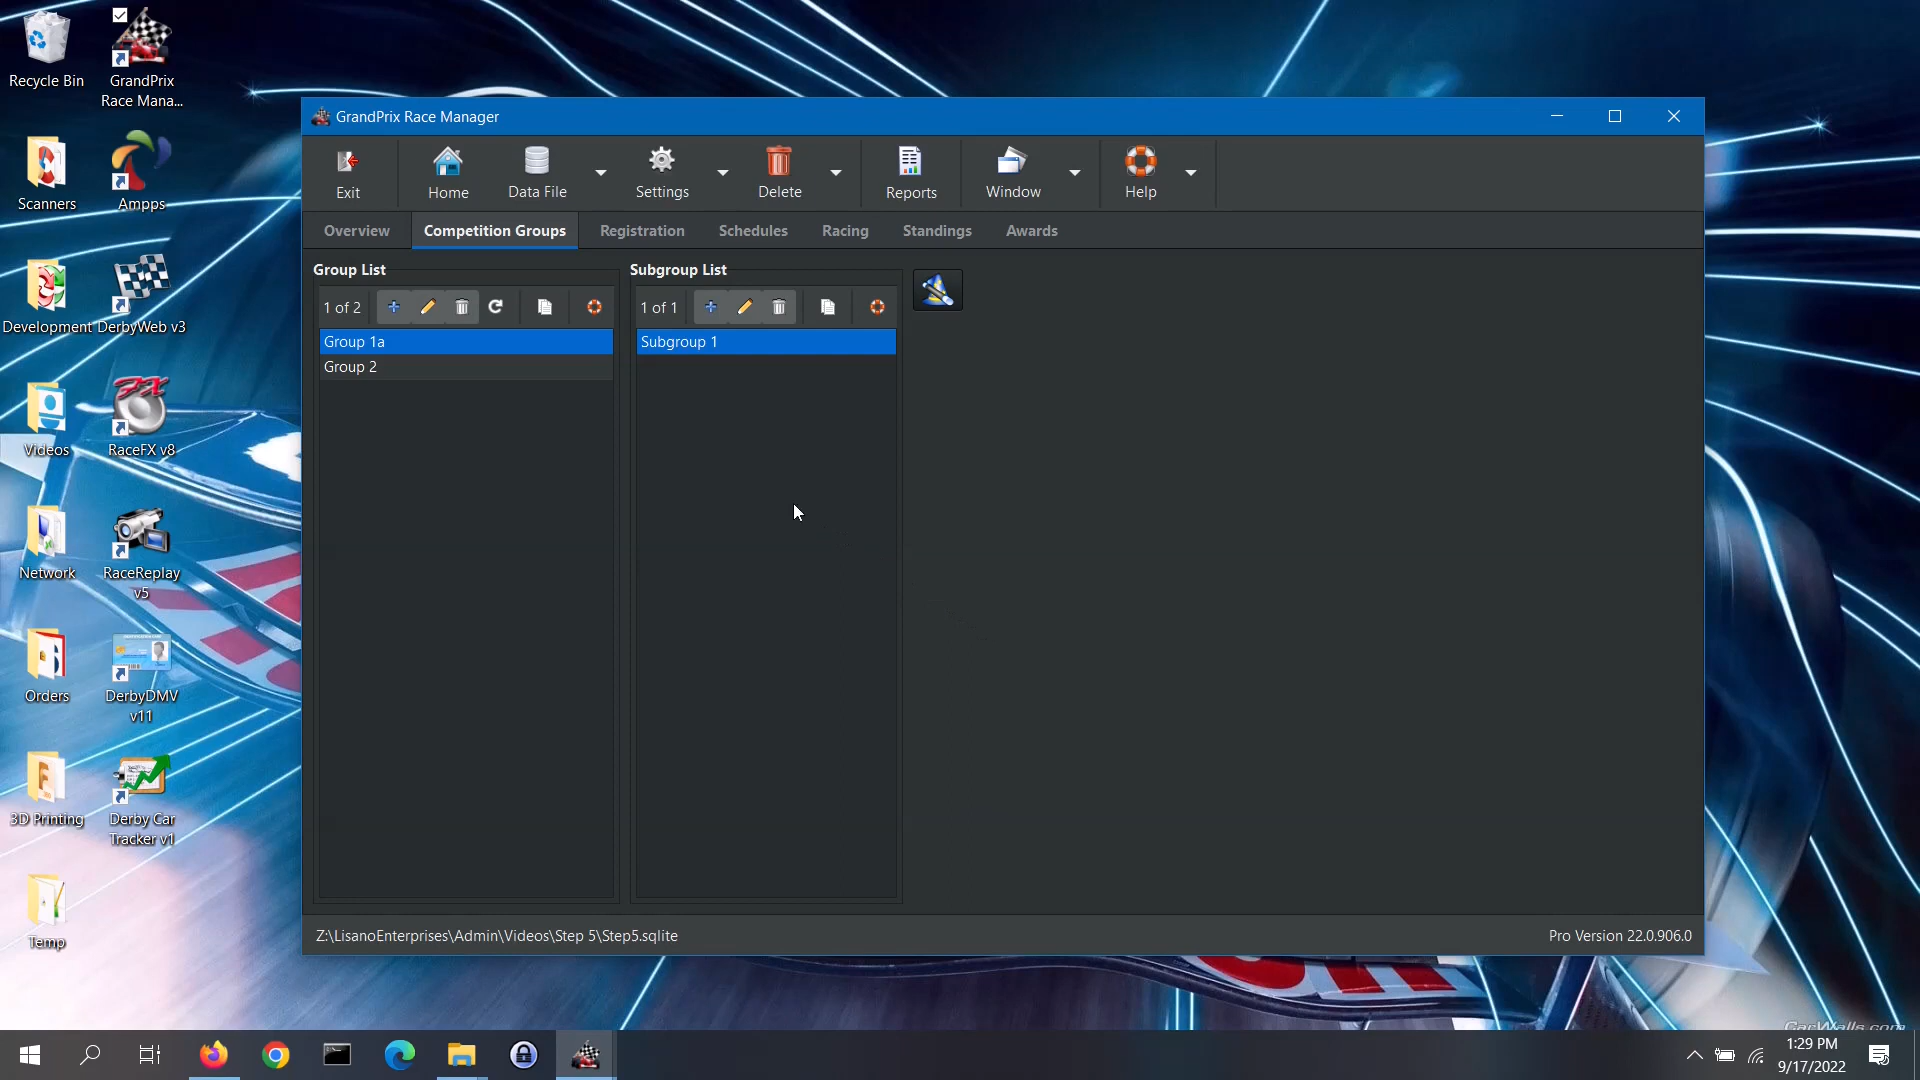 Recycle Bin
GrandPrix
Race Mana...
Scanners
Ampps
Development
DerbyWeb v3
Videos
RaceFX v8
Network
RaceReplay
v5
Orders
DerbyDMV
v11
3D Printing
Derby Car
Tracker v1
Temp
GrandPrix Race Manager
Exit
Home
Data File
Settings
Delete
Reports
Window
Help
Overview
Competition Groups
Registration
Schedules
Racing
Standings
Awards
Group List
1 of 2
Group 1a
Group 2
Subgroup List
1 of 1
Subgroup 1
Z:\LisanoEnterprises\Admin\Videos\Step 5\Step5.sqlite
Pro Version 22.0.906.0
CarWalls.com
1:29 PM
9/17/2022